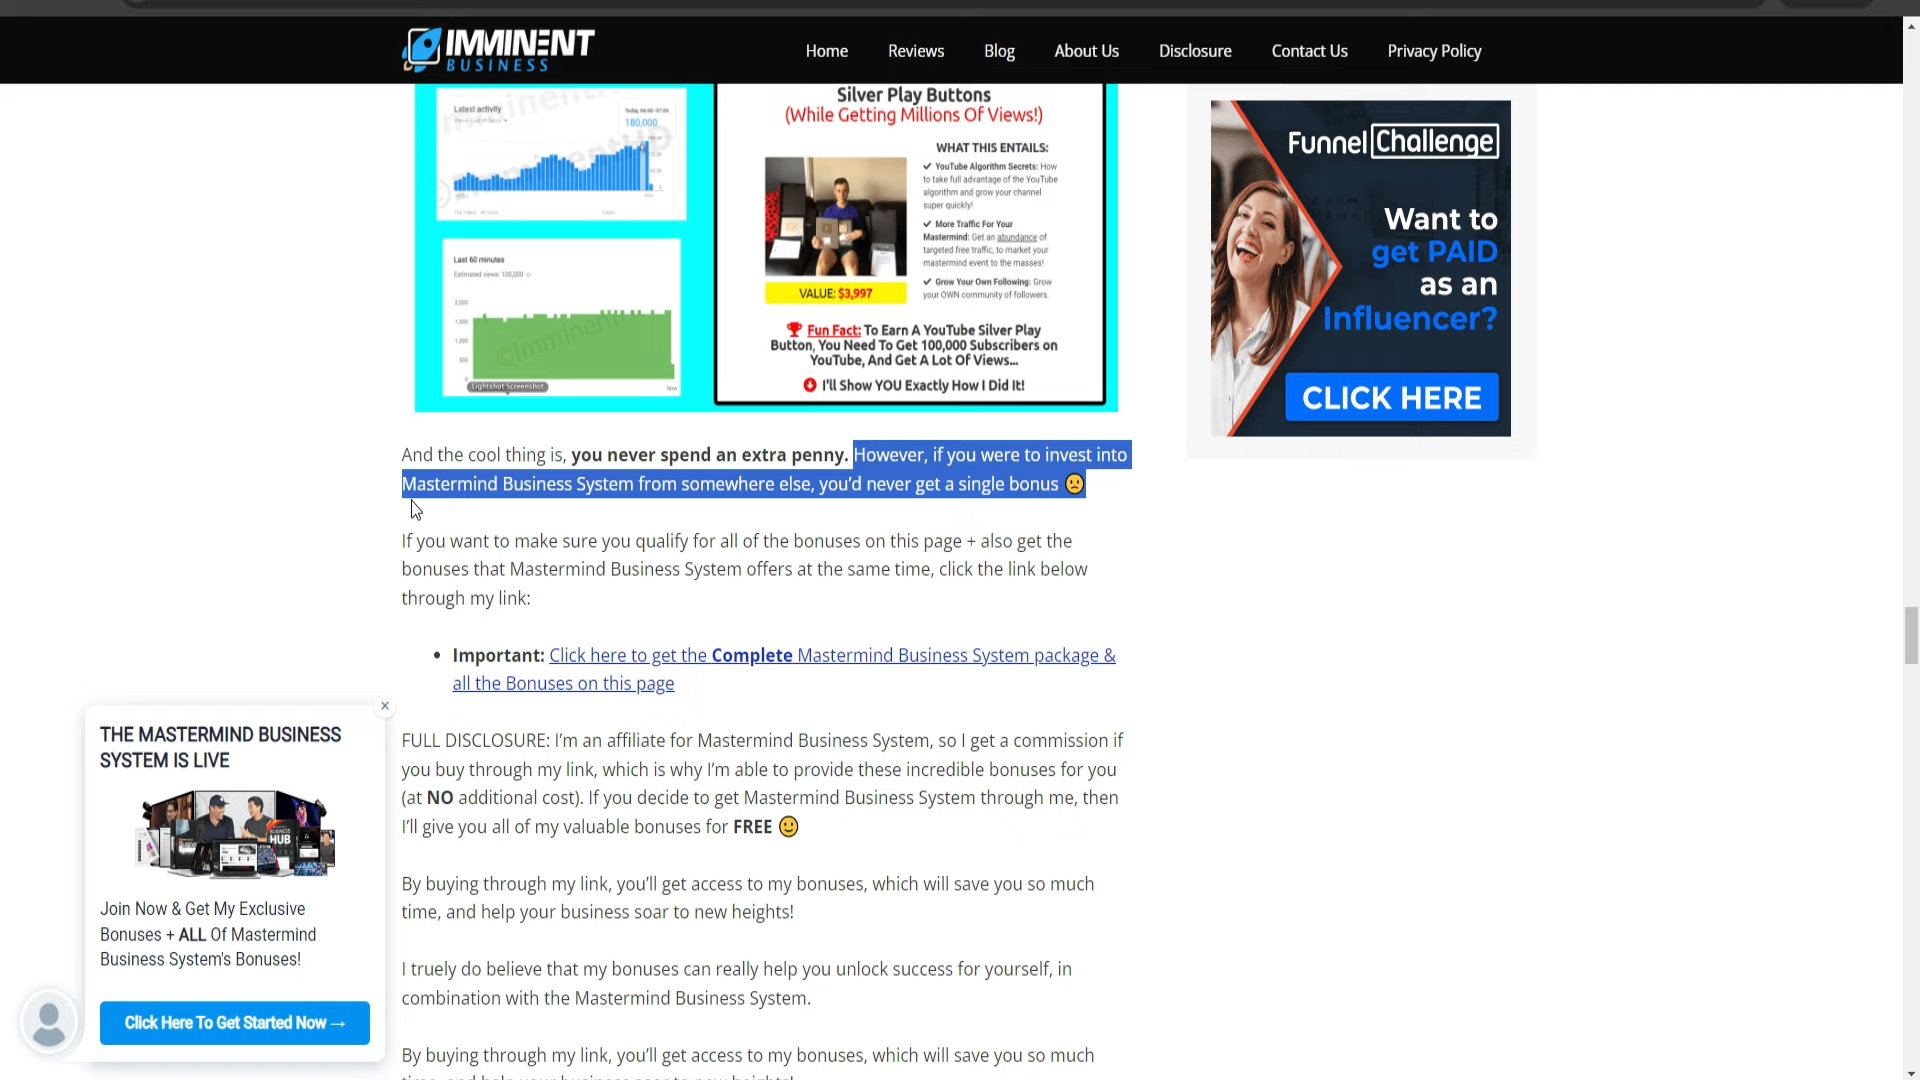 IMMINENT
BUSINESS
Home
Reviews
Blog
About Us
Disclosure
Contact Us
Privacy Policy
Latest activity
180,000
Last 60 minutes
Estimated views: 100,000
Lightshot Screenshot
Now
Silver Play Buttons
(While Getting Millions Of Views!)
WHAT THIS ENTAILS:
✓ YouTube Algorithm Secrets: How
to take full advantage of the YouTube
algorithm and grow your channel
super quickly!
✓ More Traffic For Your
Mastermind: Get an abundance of
targeted free traffic, to market your
mastermind event to the masses!
✓ Grow Your Own Following: Grow
your OWN community of followers.
VALUE: $3,997
Fun Fact: To Earn A YouTube Silver Play
Button, You Need To Get 100,000 Subscribers on
YouTube, And Get A Lot Of Views...
I'll Show YOU Exactly How I Did It!
Funnel Challenge
Want to
get PAID
as an
Influencer?
CLICK HERE
And the cool thing is, you never spend an extra penny. However, if you were to invest into
Mastermind Business System from somewhere else, you'd never get a single bonus 🙁
If you want to make sure you qualify for all of the bonuses on this page + also get the
bonuses that Mastermind Business System offers at the same time, click the link below
through my link:
• Important: Click here to get the Complete Mastermind Business System package &
all the Bonuses on this page
FULL DISCLOSURE: I'm an affiliate for Mastermind Business System, so I get a commission if
you buy through my link, which is why I'm able to provide these incredible bonuses for you
(at NO additional cost). If you decide to get Mastermind Business System through me, then
I'll give you all of my valuable bonuses for FREE 🙂
By buying through my link, you'll get access to my bonuses, which will save you so much
time, and help your business soar to new heights!
I truely do believe that my bonuses can really help you unlock success for yourself, in
combination with the Mastermind Business System.
By buying through my link, you'll get access to my bonuses, which will save you so much
time, and help your business soar to new heights!
×
THE MASTERMIND BUSINESS
SYSTEM IS LIVE
BUSINESS
HUB
Join Now & Get My Exclusive
Bonuses + ALL Of Mastermind
Business System's Bonuses!
Click Here To Get Started Now →